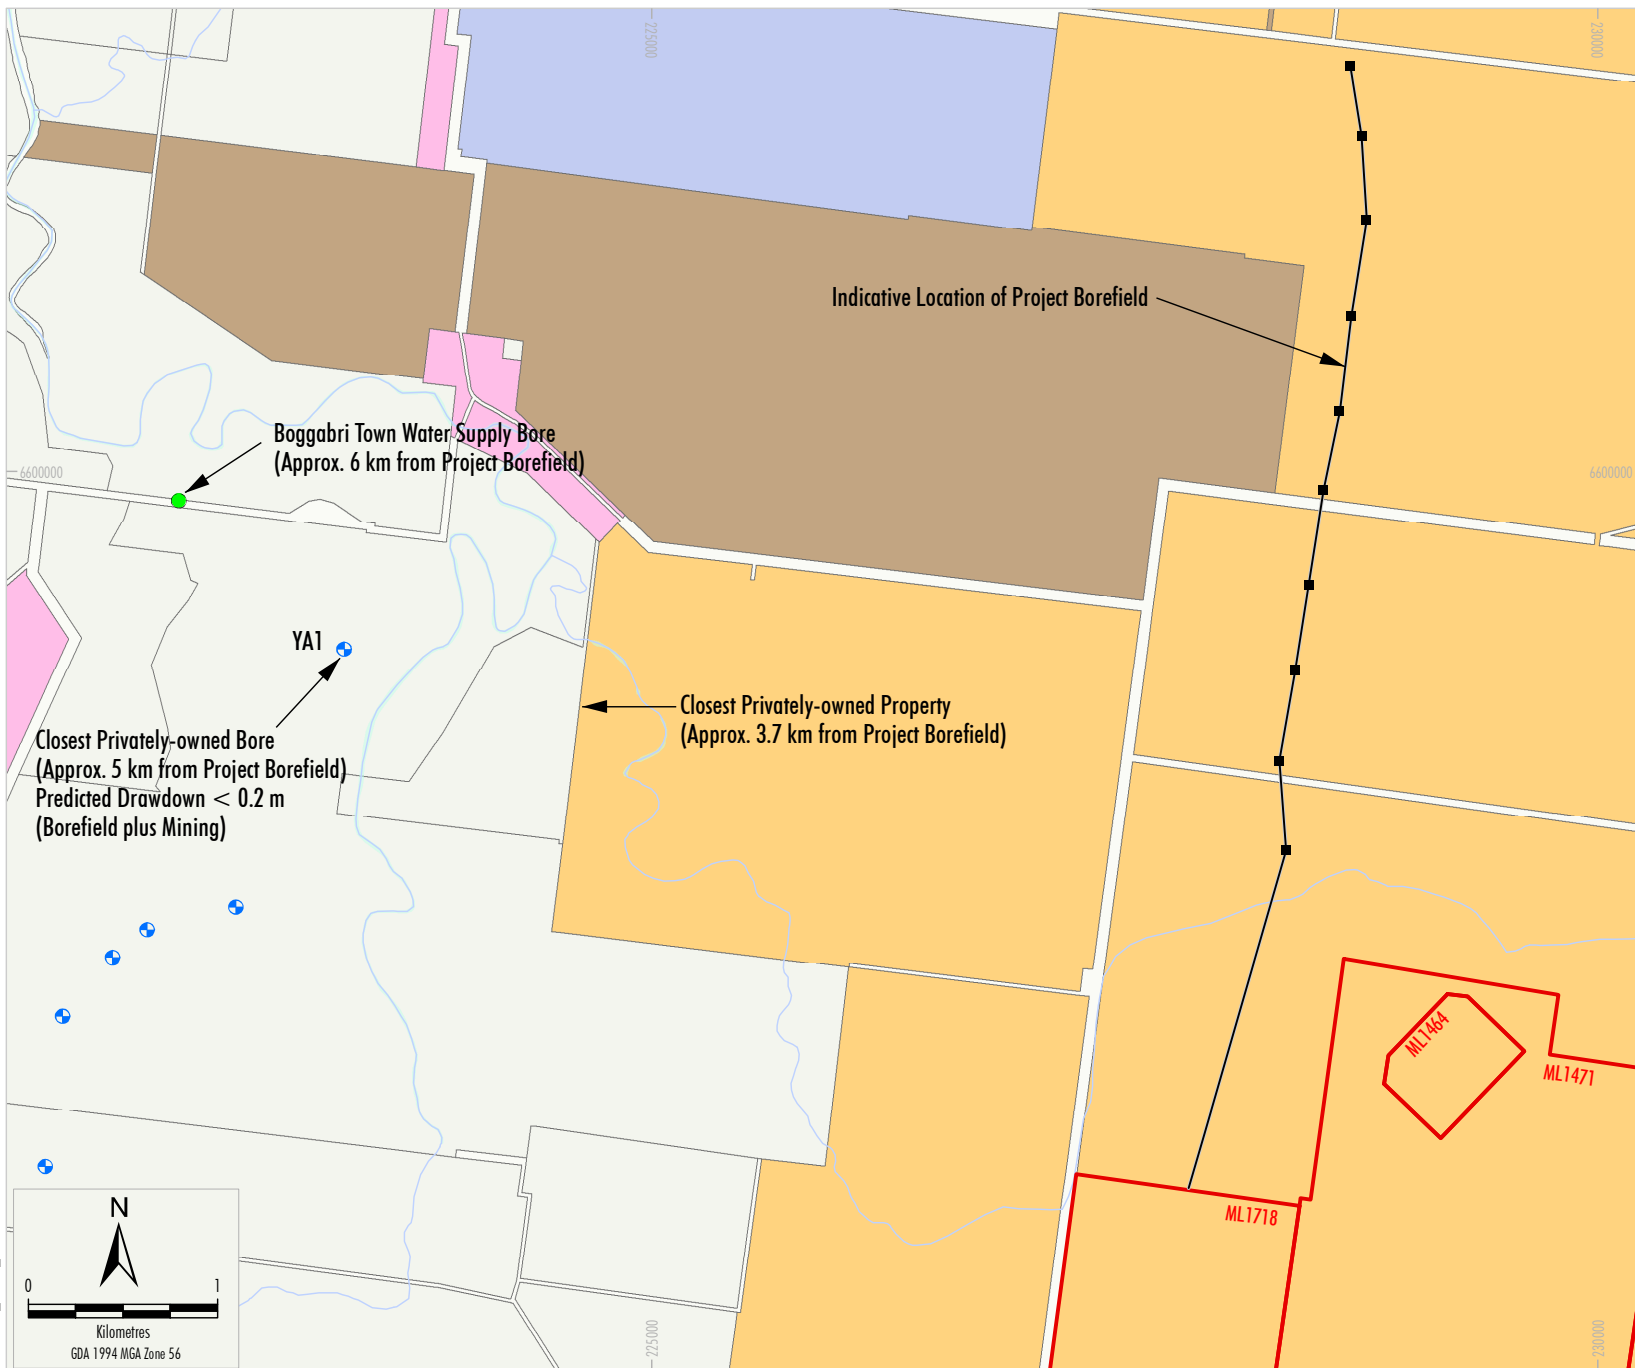 225000
230000
Indicative Location of Project Borefield
Boggabri Town Water Supply Bore
(Approx. 6 km from Project Borefield)
6600000
6600000
YA1
Closest Privately-owned Property
(Approx. 3.7 km from Project Borefield)
Closest Privately-owned Bore
(Approx. 5 km from Project Borefield)
Predicted Drawdown < 0.2 m
(Borefield plus Mining)
ML1464
ML1471
ML1718
N
0 1
Kilometres
GDA 1994 MGA Zone 56
225000
230000